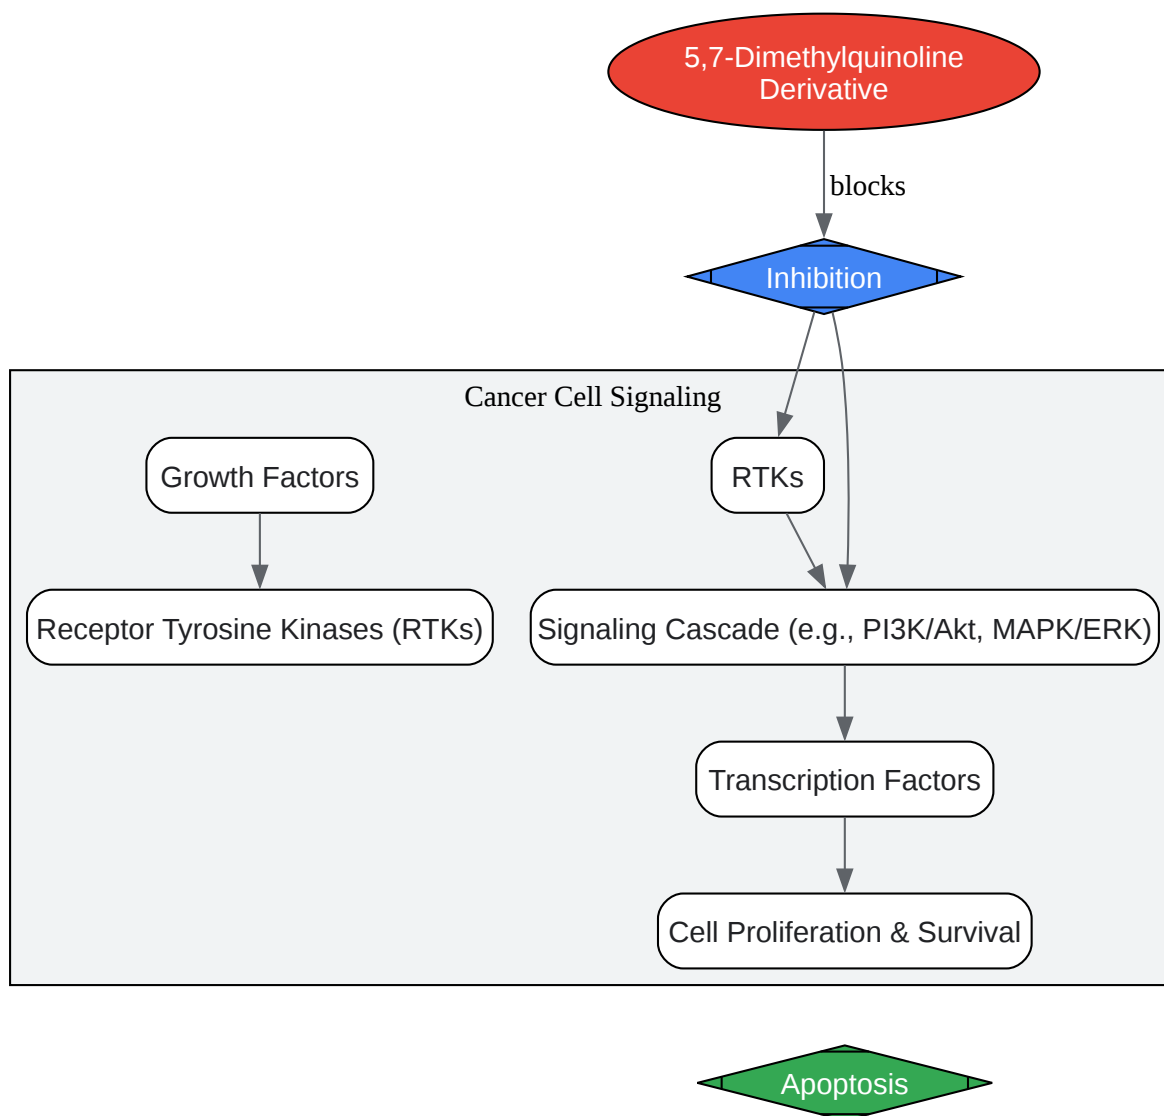 5,7-Dimethylquinoline
Derivative
blocks
Inhibition
Cancer Cell Signaling
Growth Factors
RTKs
Receptor Tyrosine Kinases (RTKs)
Signaling Cascade (e.g., PI3K/Akt, MAPK/ERK)
Transcription Factors
Cell Proliferation & Survival
Apoptosis